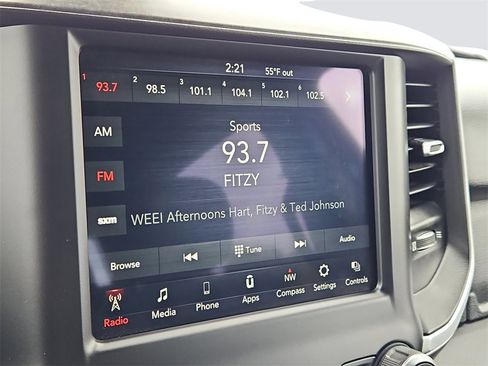 2:21 55°F out
1 93.7 2 98.5 3 101.1 4 104.1 5 102.1 6 102.5
AM
Sports
93.7
FM
FITZY
sxm
WEEI Afternoons Hart, Fitzy & Ted Johnson
Browse Tune Audio
Radio Media Phone Apps NW Compass Settings Controls